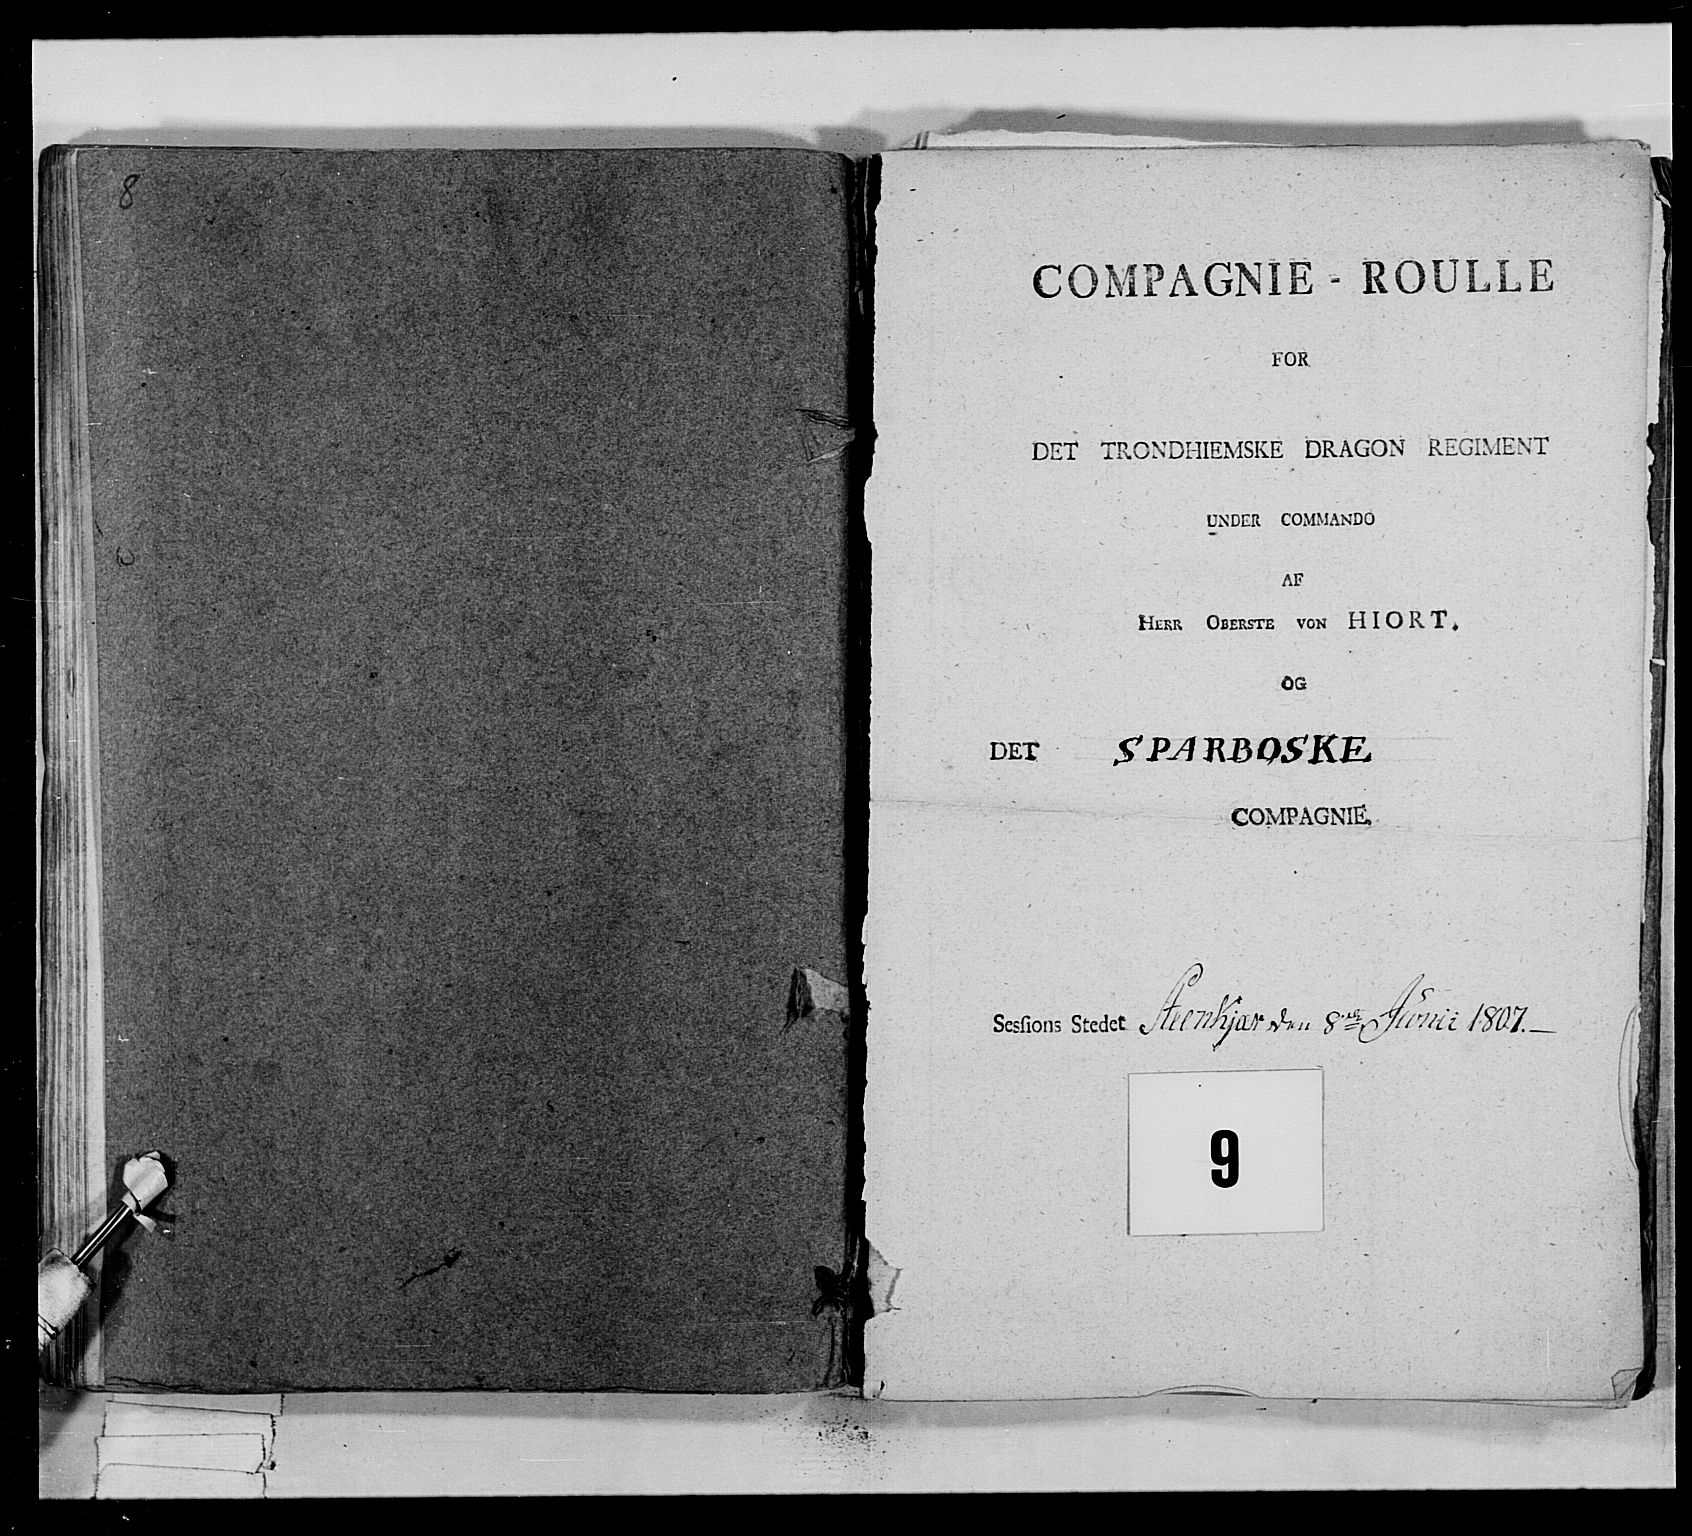 8
COMPAGNIE - ROULLE
FOR
DET TRONDHIEMSKE DRAGON REGIMENT
UNDER COMMANDO
AF
HERR OBERSTE VON HIORT.
OG
DET SPARBOSKE
COMPAGNIE.
Sesſions Stedet Steenkjær den 8de Junii 1807.—
9